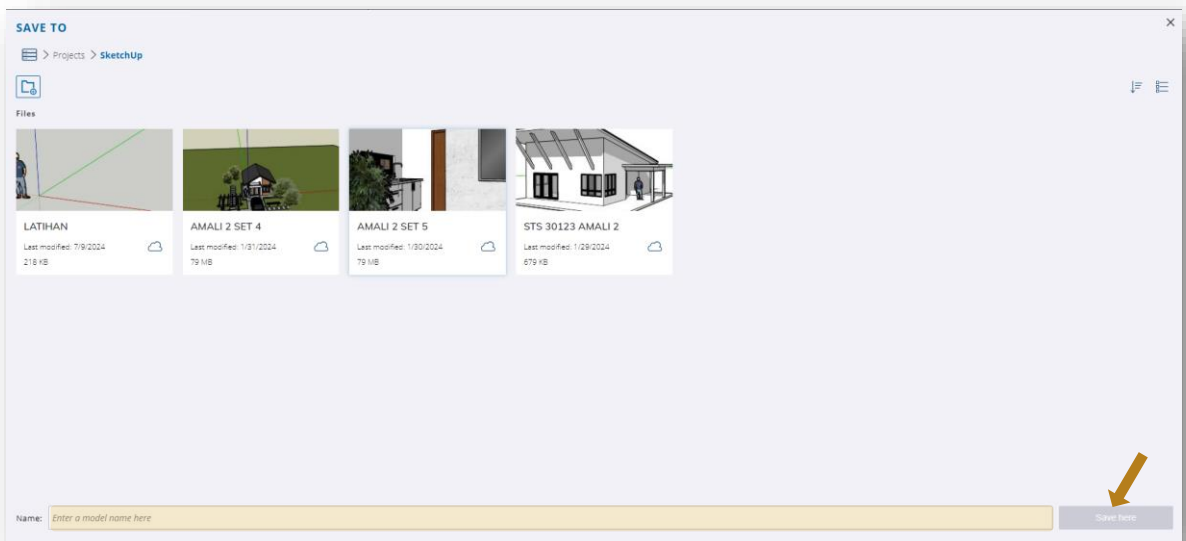 SAVE TO
Projects > SketchUp
Files
LATIHAN
Last modified: 7/9/2024
218 KB
AMALI 2 SET 4
Last modified: 1/31/2024
79 MB
AMALI 2 SET 5
Last modified: 1/30/2024
79 MB
STS 30123 AMALI 2
Last modified: 1/29/2024
679 KB
Name: Enter a model name here
Save here